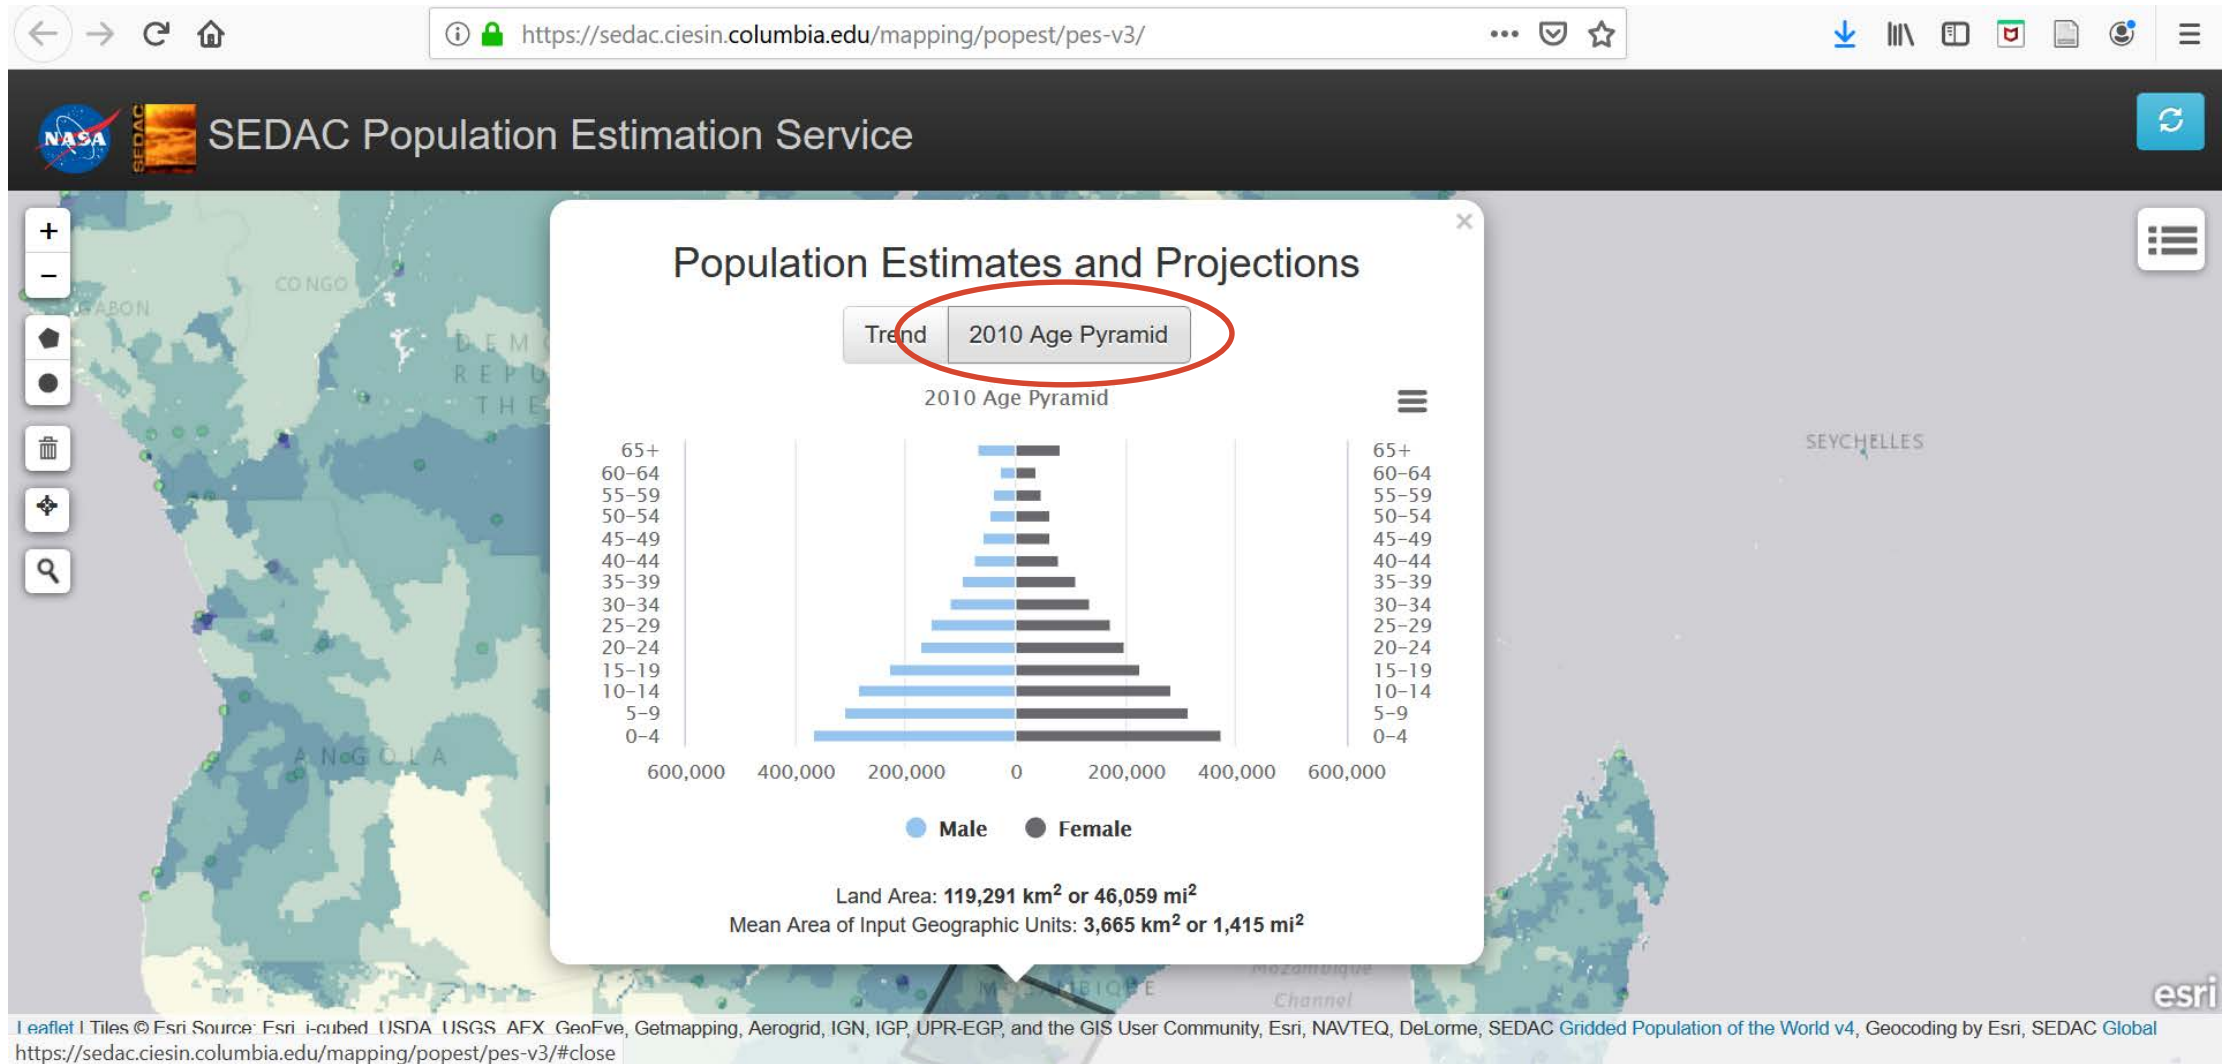 https://sedac.ciesin.columbia.edu/mapping/popest/pes-v3/
NASA
SEDAC
SEDAC Population Estimation Service
+
−
CONGO
GABON
DEM
REPU
THE
ANGOLA
SEYCHELLES
×
Population Estimates and Projections
Trend
2010 Age Pyramid
2010 Age Pyramid
65+ 65+
60-64 60-64
55-59 55-59
50-54 50-54
45-49 45-49
40-44 40-44
35-39 35-39
30-34 30-34
25-29 25-29
20-24 20-24
15-19 15-19
10-14 10-14
5-9 5-9
0-4 0-4
600,000 400,000 200,000 0 200,000 400,000 600,000
Male Female
Land Area: 119,291 km² or 46,059 mi²
Mean Area of Input Geographic Units: 3,665 km² or 1,415 mi²
Mozambique
Channel
MOZAMBIQUE
esri
Leaflet | Tiles © Esri Source: Esri, i-cubed, USDA, USGS, AEX, GeoEye, Getmapping, Aerogrid, IGN, IGP, UPR-EGP, and the GIS User Community, Esri, NAVTEQ, DeLorme, SEDAC Gridded Population of the World v4, Geocoding by Esri, SEDAC Global
https://sedac.ciesin.columbia.edu/mapping/popest/pes-v3/#close